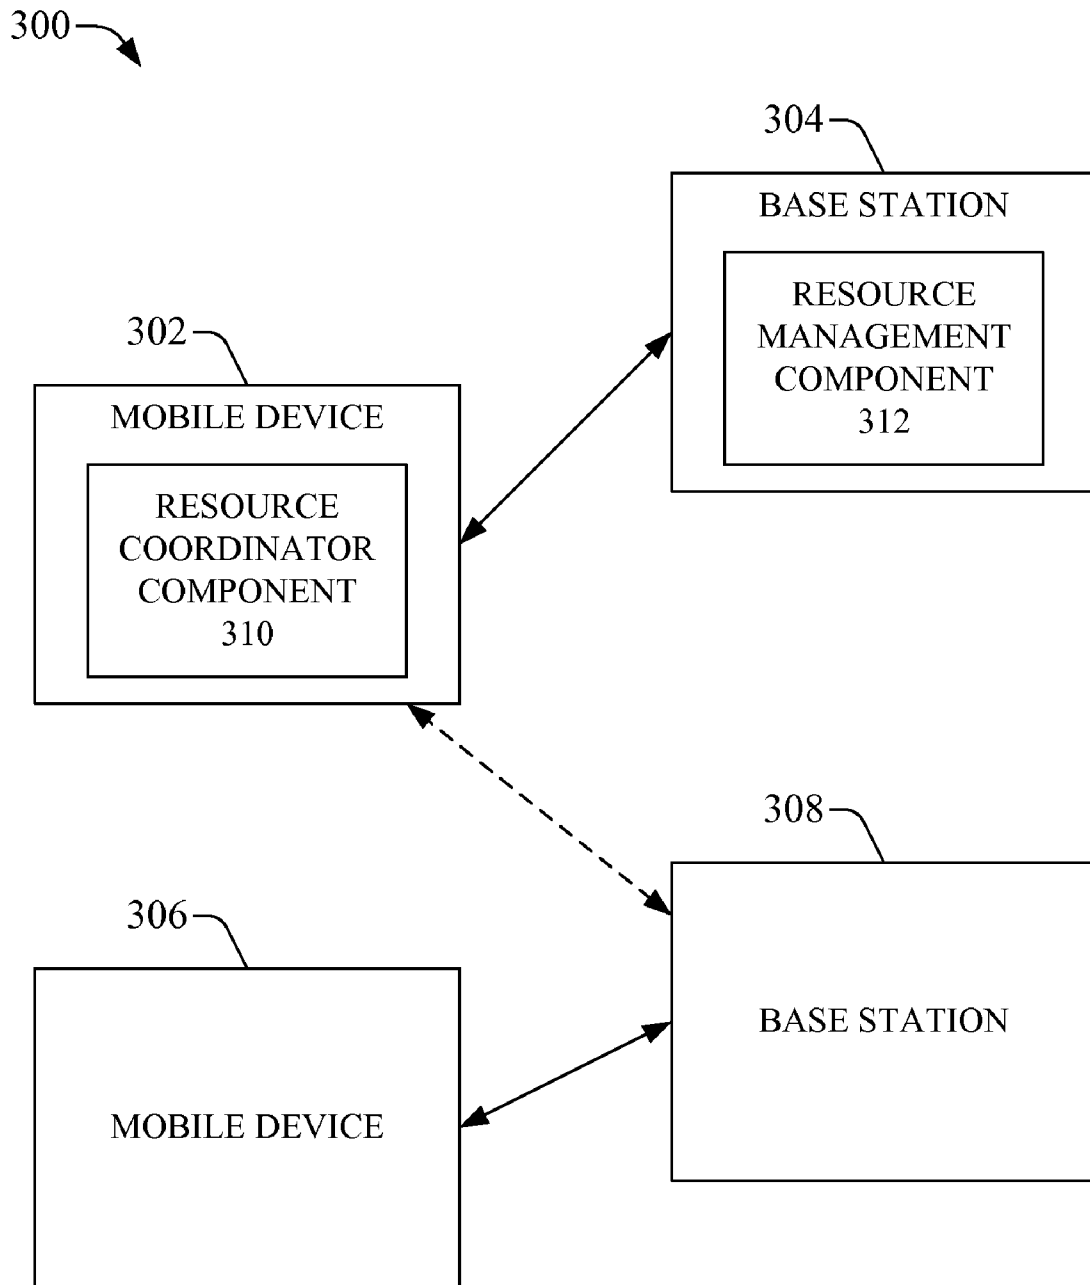 300
304
BASE STATION
RESOURCE
MANAGEMENT
COMPONENT
312
302
MOBILE DEVICE
RESOURCE
COORDINATOR
COMPONENT
310
308
BASE STATION
306
MOBILE DEVICE